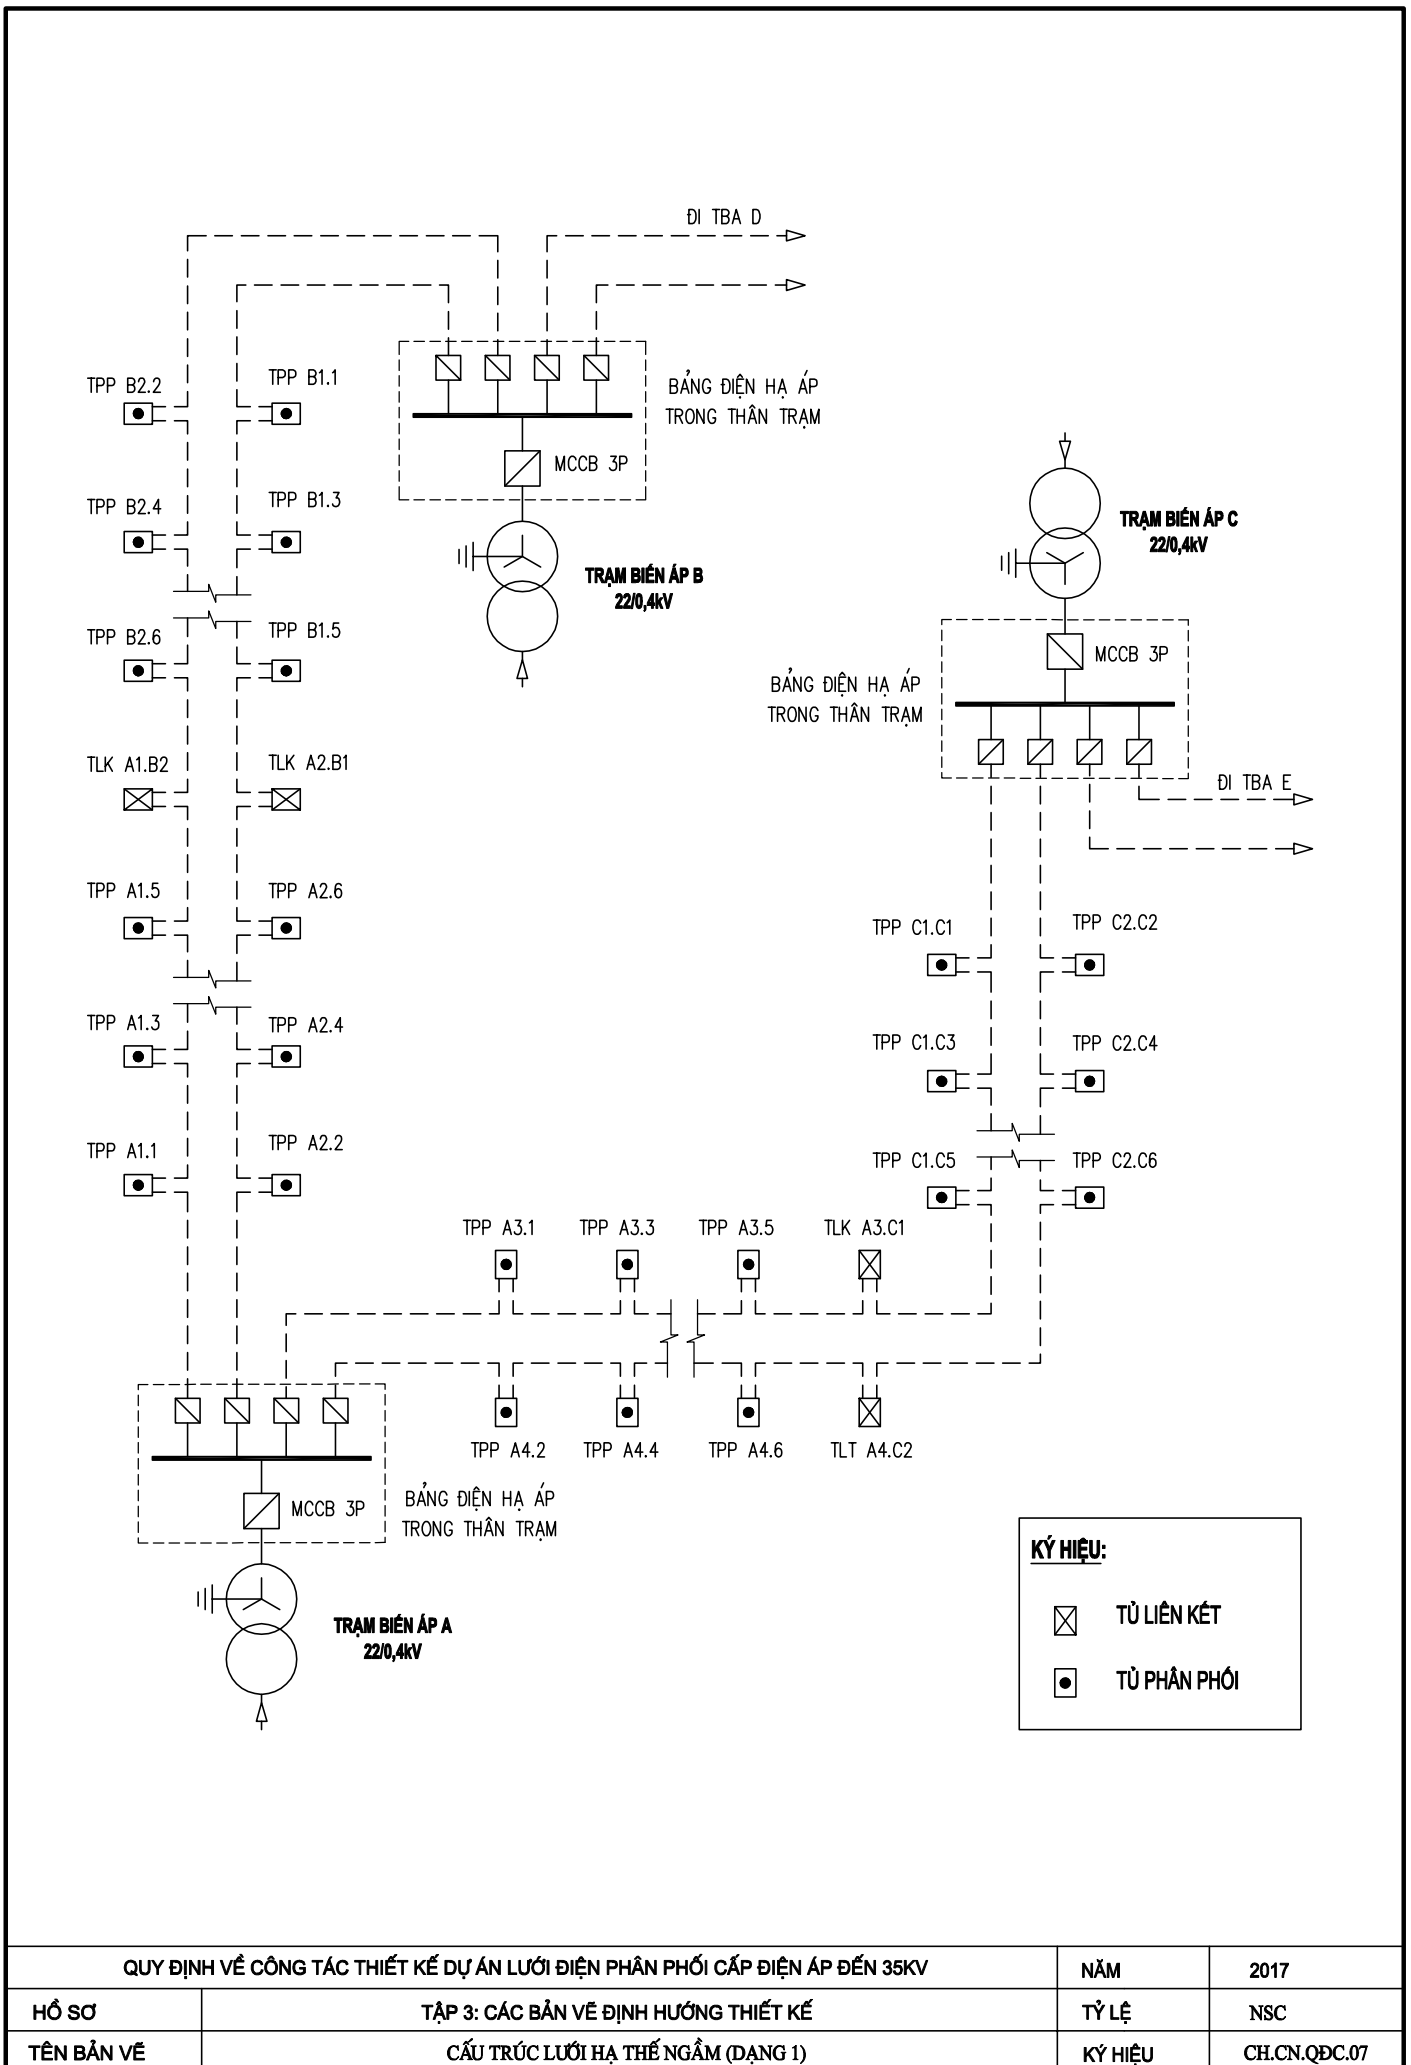 ĐI TBA D
TPP B2.2
TPP B1.1
BẢNG ĐIỆN HẠ ÁP
TRONG THÂN TRẠM
MCCB 3P
TPP B2.4
TPP B1.3
TRẠM BIẾN ÁP B
22/0,4kV
TRẠM BIẾN ÁP C
22/0,4kV
TPP B2.6
TPP B1.5
MCCB 3P
BẢNG ĐIỆN HẠ ÁP
TRONG THÂN TRẠM
TLK A1.B2
TLK A2.B1
ĐI TBA E
TPP A1.5
TPP A2.6
TPP C1.C1
TPP C2.C2
TPP A1.3
TPP A2.4
TPP C1.C3
TPP C2.C4
TPP A1.1
TPP A2.2
TPP C1.C5
TPP C2.C6
TPP A3.1
TPP A3.3
TPP A3.5
TLK A3.C1
TPP A4.2
TPP A4.4
TPP A4.6
TLT A4.C2
MCCB 3P
BẢNG ĐIỆN HẠ ÁP
TRONG THÂN TRẠM
TRẠM BIẾN ÁP A
22/0,4kV
KÝ HIỆU:
TỦ LIÊN KẾT
TỦ PHÂN PHỐI
QUY ĐỊNH VỀ CÔNG TÁC THIẾT KẾ DỰ ÁN LƯỚI ĐIỆN PHÂN PHỐI CẤP ĐIỆN ÁP ĐẾN 35KV
NĂM
2017
HỒ SƠ
TẬP 3: CÁC BẢN VẼ ĐỊNH HƯỚNG THIẾT KẾ
TỶ LỆ
NSC
TÊN BẢN VẼ
CẤU TRÚC LƯỚI HẠ THẾ NGẦM (DẠNG 1)
KÝ HIỆU
CH.CN.QĐC.07